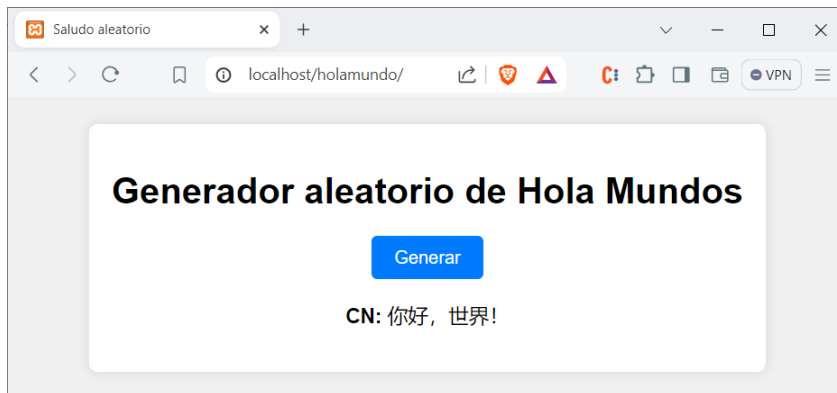 Saludo aleatorio
localhost/holamundo/
VPN
Generador aleatorio de Hola Mundos
Generar
CN: 你好，世界！